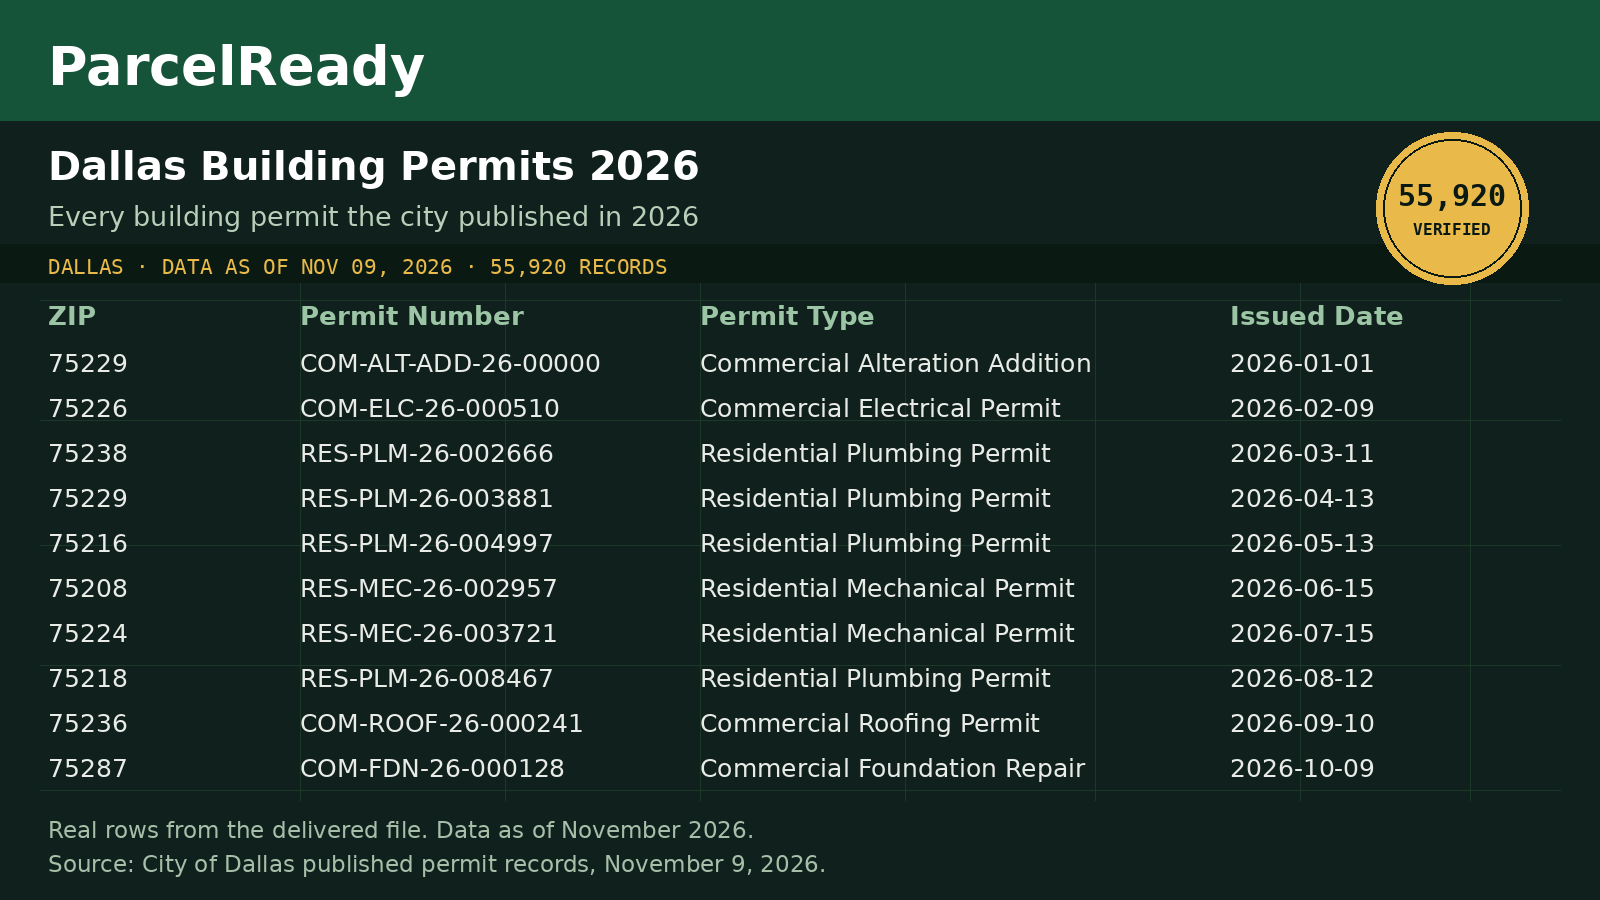 ParcelReady
Dallas Building Permits 2026
Every building permit the city published in 2026
55,920
VERIFIED
DALLAS · DATA AS OF NOV 09, 2026 · 55,920 RECORDS
ZIP Permit Number Permit Type Issued Date
75229 COM-ALT-ADD-26-00000 Commercial Alteration Addition 2026-01-01
75226 COM-ELC-26-000510 Commercial Electrical Permit 2026-02-09
75238 RES-PLM-26-002666 Residential Plumbing Permit 2026-03-11
75229 RES-PLM-26-003881 Residential Plumbing Permit 2026-04-13
75216 RES-PLM-26-004997 Residential Plumbing Permit 2026-05-13
75208 RES-MEC-26-002957 Residential Mechanical Permit 2026-06-15
75224 RES-MEC-26-003721 Residential Mechanical Permit 2026-07-15
75218 RES-PLM-26-008467 Residential Plumbing Permit 2026-08-12
75236 COM-ROOF-26-000241 Commercial Roofing Permit 2026-09-10
75287 COM-FDN-26-000128 Commercial Foundation Repair 2026-10-09
Real rows from the delivered file. Data as of November 2026.
Source: City of Dallas published permit records, November 9, 2026.